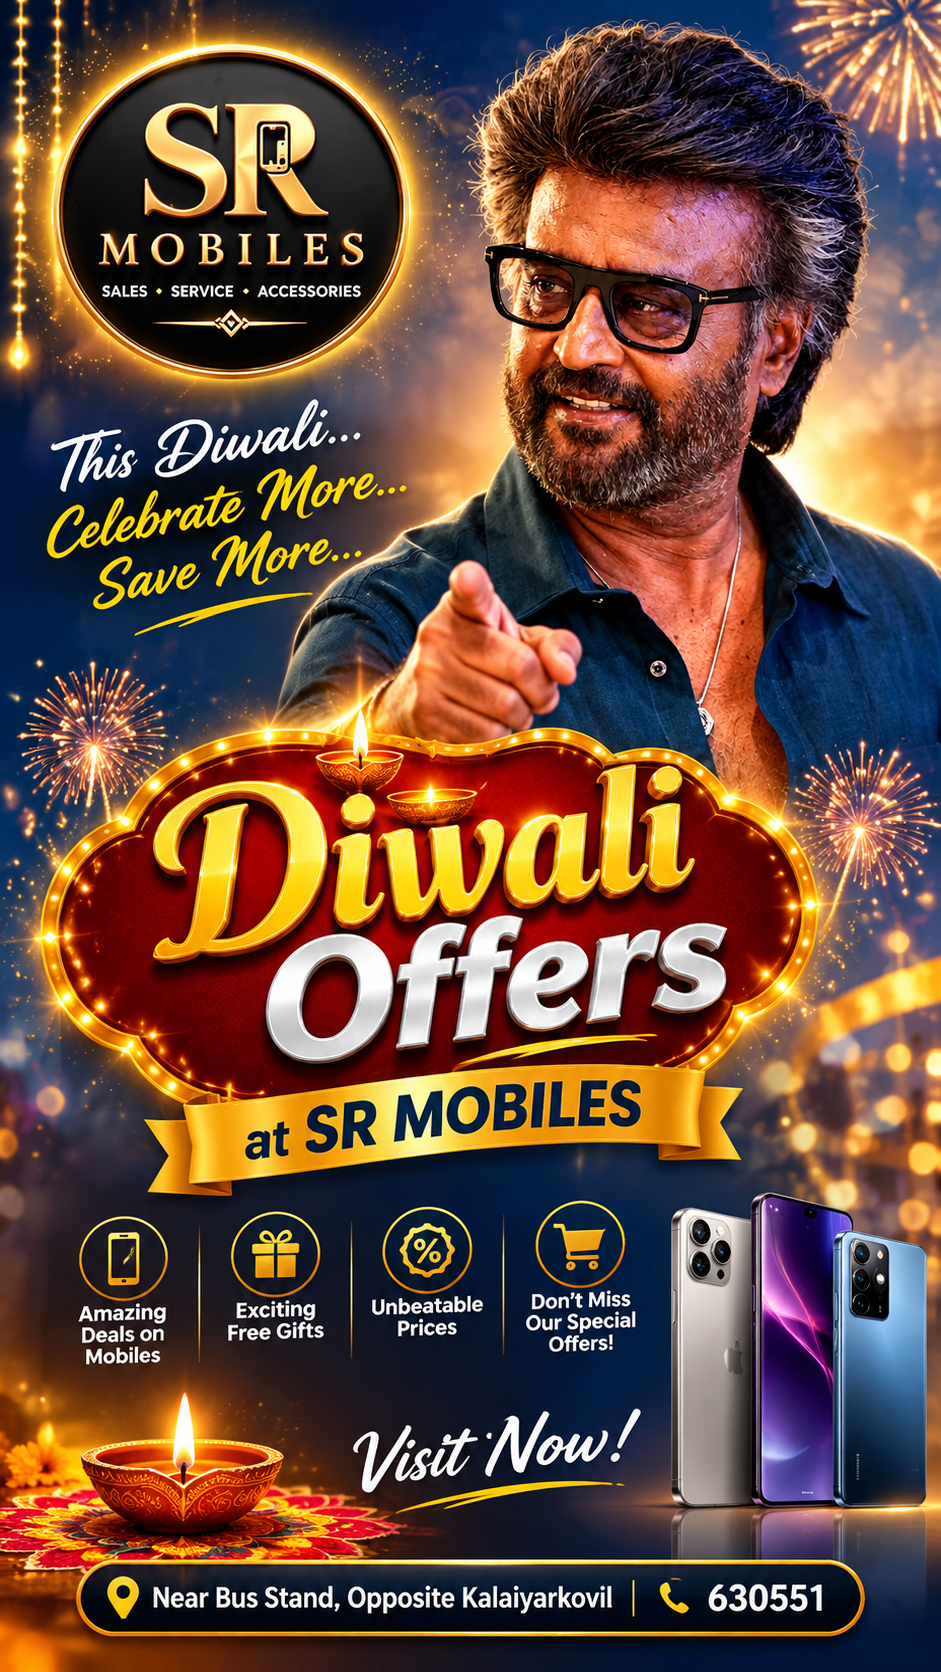 SR
MOBILES
SALES • SERVICE • ACCESSORIES
This Diwali...
Celebrate More...
Save More...
Diwali
Offers
at SR MOBILES
Amazing
Deals on
Mobiles
Exciting
Free Gifts
%
Unbeatable
Prices
Don't Miss
Our Special
Offers!
Visit Now!
Near Bus Stand, Opposite Kalaiyarkovil | 630551